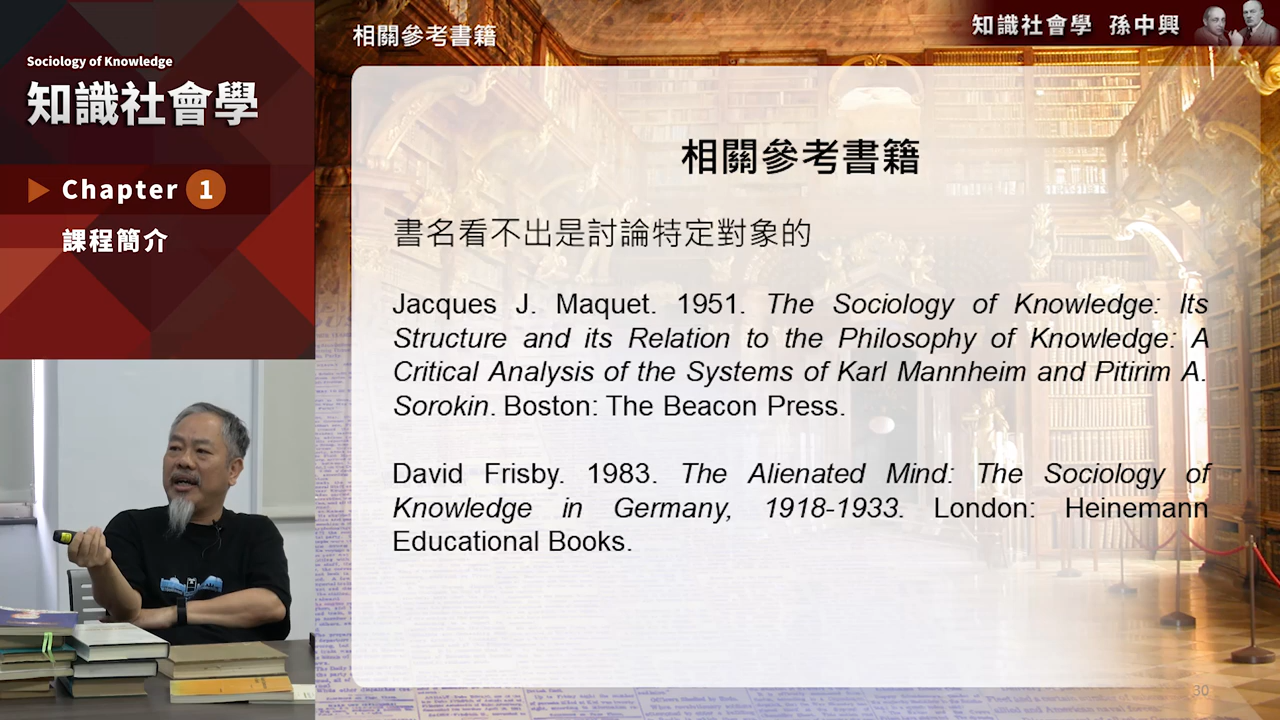 Sociology of Knowledge
知識社會學
Chapter 1
課程簡介
相關參考書籍
知識社會學 孫中興
相關參考書籍
書名看不出是討論特定對象的
Jacques J. Maquet. 1951. The Sociology of Knowledge: Its
Structure and its Relation to the Philosophy of Knowledge: A
Critical Analysis of the Systems of Karl Mannheim and Pitirim A.
Sorokin. Boston: The Beacon Press.
David Frisby. 1983. The Alienated Mind: The Sociology of
Knowledge in Germany, 1918-1933. London: Heinemann
Educational Books.
30